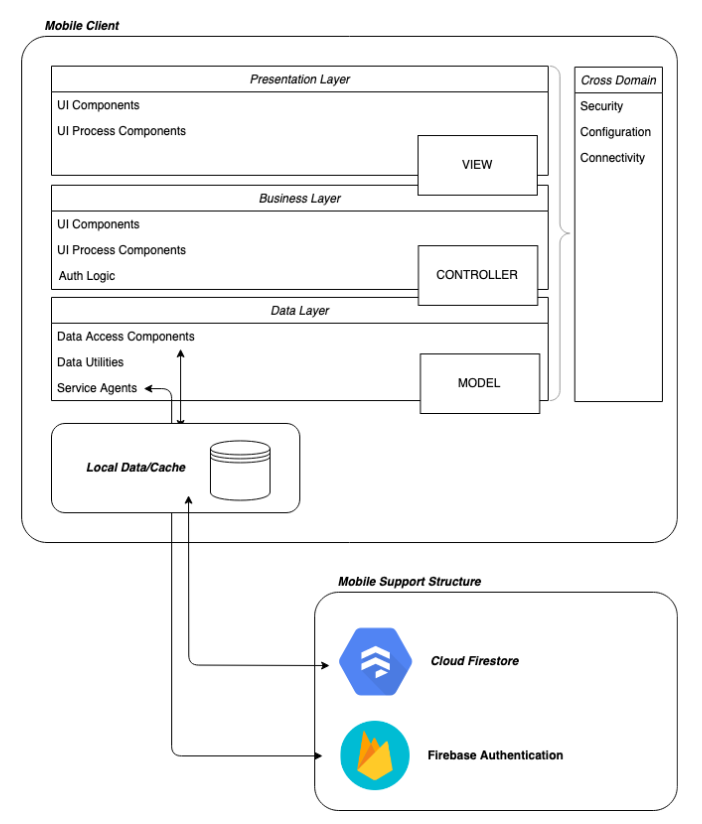 Mobile Client
Presentation Layer
UI Components
UI Process Components
VIEW
Business Layer
UI Components
UI Process Components
Auth Logic
CONTROLLER
Data Layer
Data Access Components
Data Utilities
Service Agents
MODEL
Cross Domain
Security
Configuration
Connectivity
Local Data/Cache
Mobile Support Structure
Cloud Firestore
Firebase Authentication